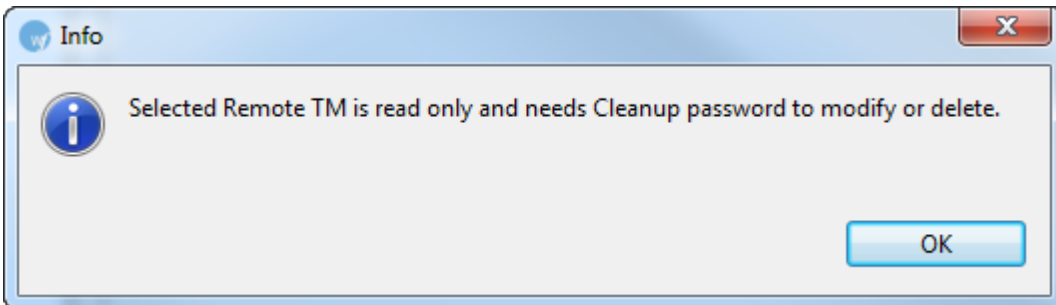 Info
Selected Remote TM is read only and needs Cleanup password to modify or delete.
OK